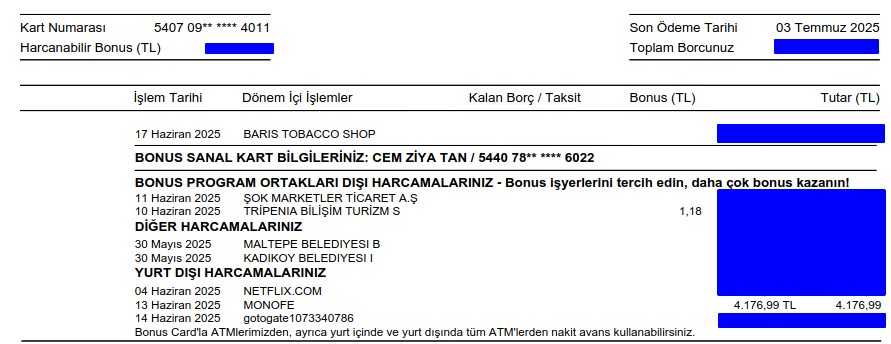 Kart Numarası 5407 09** **** 4011
Son Ödeme Tarihi 03 Temmuz 2025
Harcanabilir Bonus (TL)
Toplam Borcunuz
İşlem Tarihi Dönem İçi İşlemler Kalan Borç / Taksit Bonus (TL) Tutar (TL)
17 Haziran 2025 BARIS TOBACCO SHOP
BONUS SANAL KART BİLGİLERİNİZ: CEM ZİYA TAN / 5440 78** **** 6022
BONUS PROGRAM ORTAKLARI DIŞI HARCAMALARINIZ - Bonus işyerlerini tercih edin, daha çok bonus kazanın!
11 Haziran 2025 ŞOK MARKETLER TİCARET A.Ş
10 Haziran 2025 TRİPENIA BİLİŞİM TURİZM S 1,18
DİĞER HARCAMALARINIZ
30 Mayıs 2025 MALTEPE BELEDIYESI B
30 Mayıs 2025 KADIKOY BELEDIYESI I
YURT DIŞI HARCAMALARINIZ
04 Haziran 2025 NETFLIX.COM
13 Haziran 2025 MONOFE 4.176,99 TL 4.176,99
14 Haziran 2025 gotogate1073340786
Bonus Card'la ATMlerimizden, ayrıca yurt içinde ve yurt dışında tüm ATM'lerden nakit avans kullanabilirsiniz.